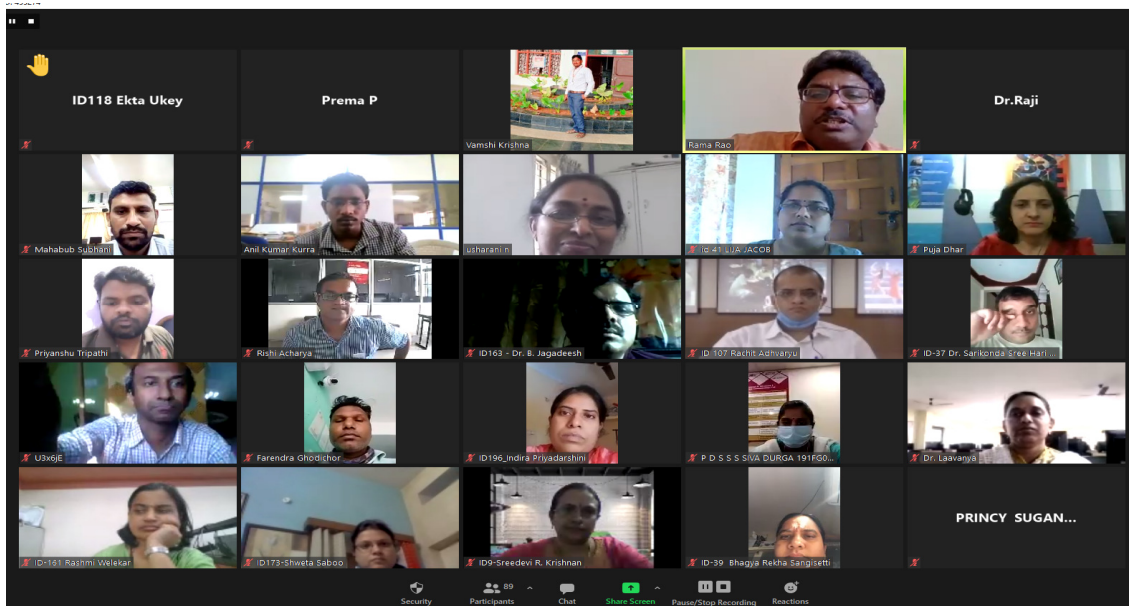 ID118 Ekta Ukey
Prema P
Vamshi Krishna
Rama Rao
Dr.Raji
Mahabub Subhani
Anil Kumar Kurra
usharani n
id 41 LIJA JACOB
Puja Dhar
Priyanshu Tripathi
Rishi Acharya
ID163 - Dr. B. Jagadeesh
ID 107 Rachit Adhvaryu
ID-37 Dr. Sarikonda Sree Hari ...
U3x6jE
Farendra Ghodichor
ID196_Indira Priyadarshini
P D S S S SIVA DURGA 191FG0...
Dr. Laavanya
ID-161 Rashmi Welekar
ID173-Shweta Saboo
ID9-Sreedevi R. Krishnan
ID-39 Bhagya Rekha Sangisetti
PRINCY SUGAN...
89
Security
Participants
Chat
Share Screen
Pause/Stop Recording
Reactions